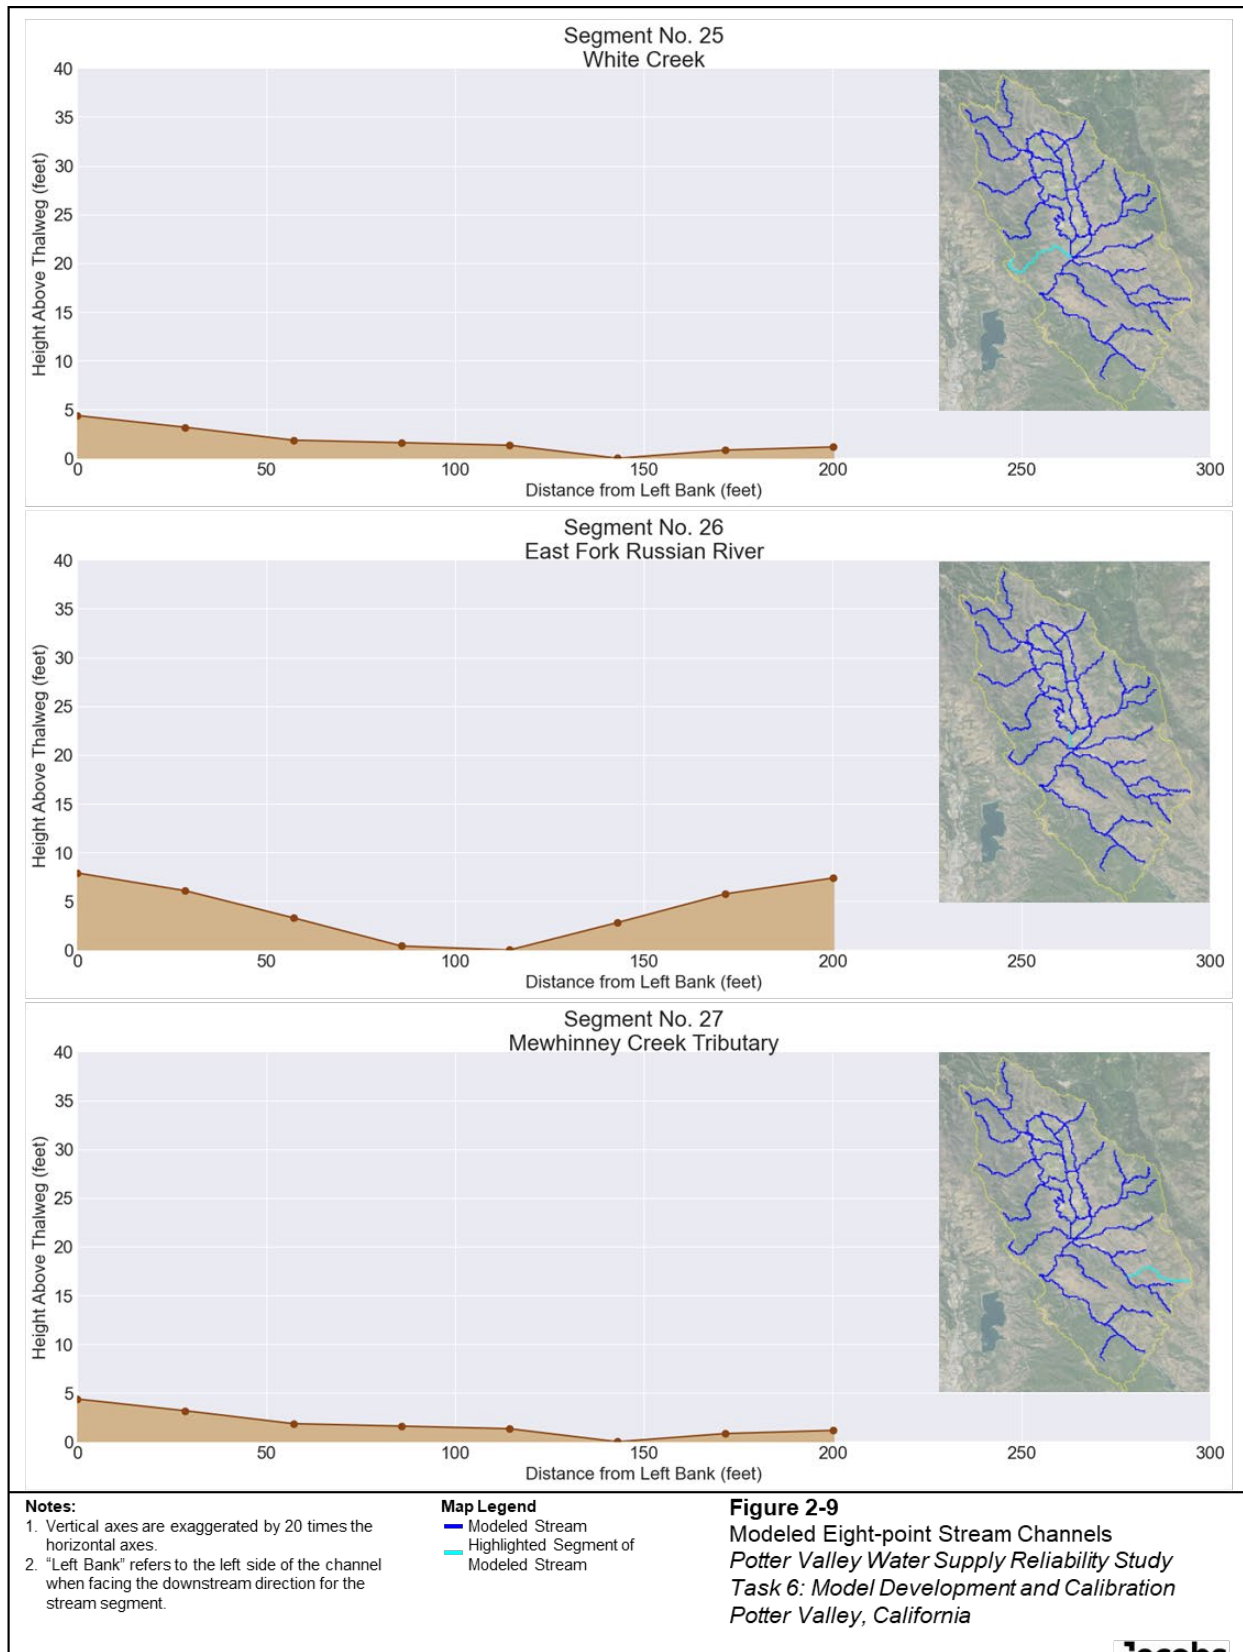 Segment No. 25
White Creek
40
35
30
25
20
15
10
5
0
Height Above Thalweg (feet)
0 50 100 150 200 250 300
Distance from Left Bank (feet)
Segment No. 26
East Fork Russian River
40
35
30
25
20
15
10
5
0
Height Above Thalweg (feet)
0 50 100 150 200 250 300
Distance from Left Bank (feet)
Segment No. 27
Mewhinney Creek Tributary
40
35
30
25
20
15
10
5
0
Height Above Thalweg (feet)
0 50 100 150 200 250 300
Distance from Left Bank (feet)
Notes:
1. Vertical axes are exaggerated by 20 times the
horizontal axes.
2. “Left Bank” refers to the left side of the channel
when facing the downstream direction for the
stream segment.
Map Legend
Modeled Stream
Highlighted Segment of
Modeled Stream
Figure 2-9
Modeled Eight-point Stream Channels
Potter Valley Water Supply Reliability Study
Task 6: Model Development and Calibration
Potter Valley, California
Jacobs